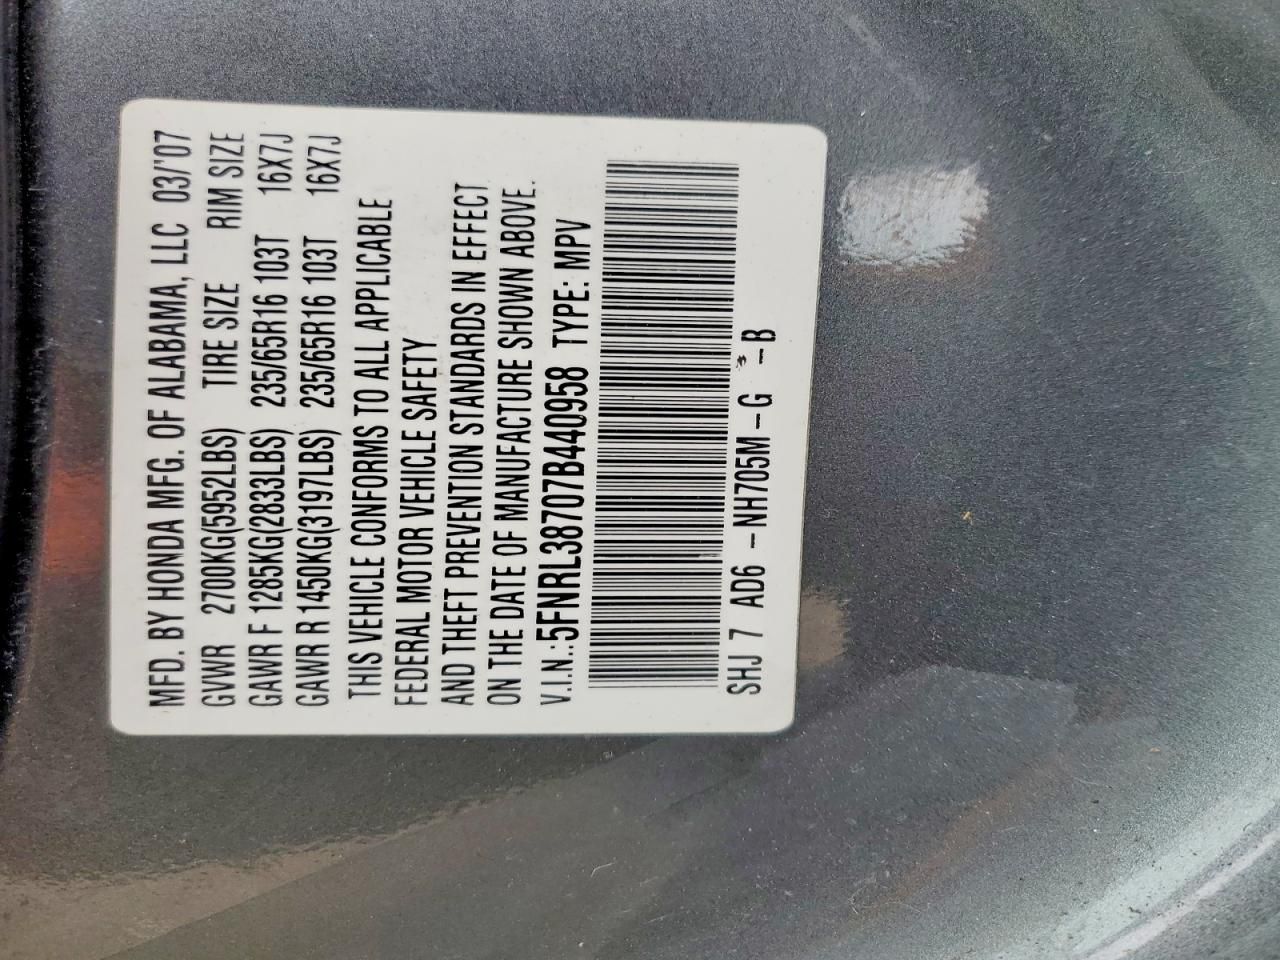 MFD. BY HONDA MFG. OF ALABAMA, LLC 03/'07
GVWR 2700KG(5952LBS) TIRE SIZE RIM SIZE
GAWR F 1285KG(2833LBS) 235/65R16 103T 16X7J
GAWR R 1450KG(3197LBS) 235/65R16 103T 16X7J
THIS VEHICLE CONFORMS TO ALL APPLICABLE
FEDERAL MOTOR VEHICLE SAFETY
AND THEFT PREVENTION STANDARDS IN EFFECT
ON THE DATE OF MANUFACTURE SHOWN ABOVE.
V.I.N.:5FNRL38707B440958 TYPE: MPV
SHJ 7 AD6 -NH705M-G -B